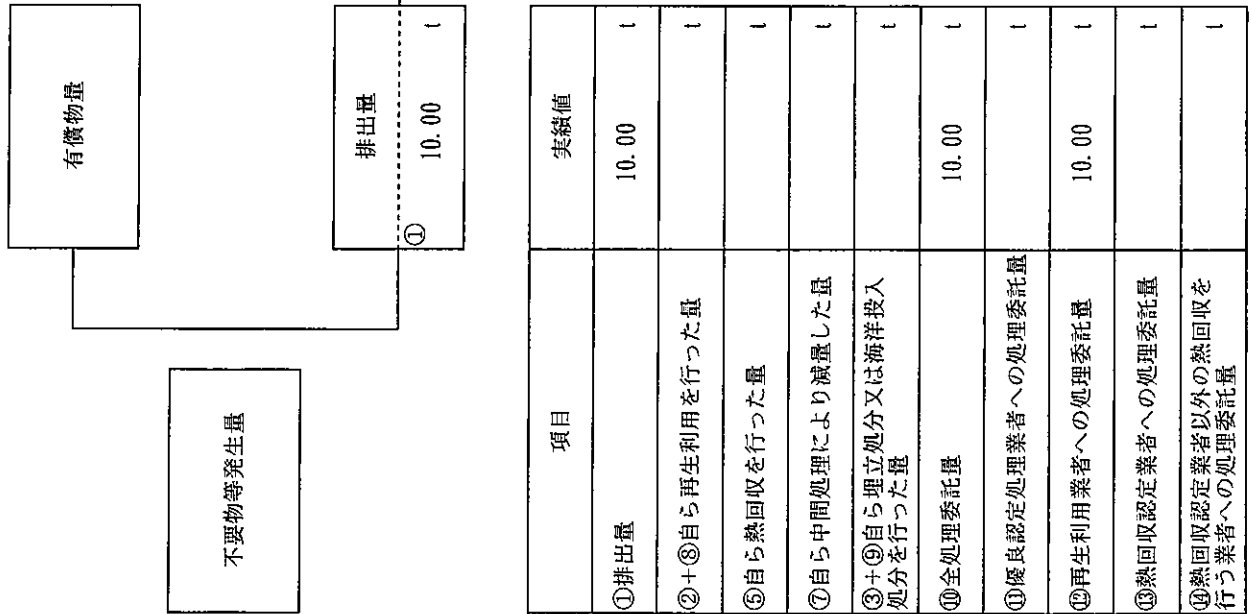 不要物等発生量
有償物量
排出量
① 10.00 t
項目 実績値
①排出量 10.00 t
②+⑧自ら再生利用を行った量 t
⑤自ら熱回収を行った量 t
⑦自ら中間処理により減量した量 t
③+⑨自ら埋立処分又は海洋投入
処分を行った量 t
⑩全処理委託量 10.00 t
⑪優良認定処理業者への処理委託量 t
⑫再生利用業者への処理委託量 10.00 t
⑬熱回収認定業者への処理委託量 t
⑭熱回収認定業者以外の熱回収を
行う業者への処理委託量 t